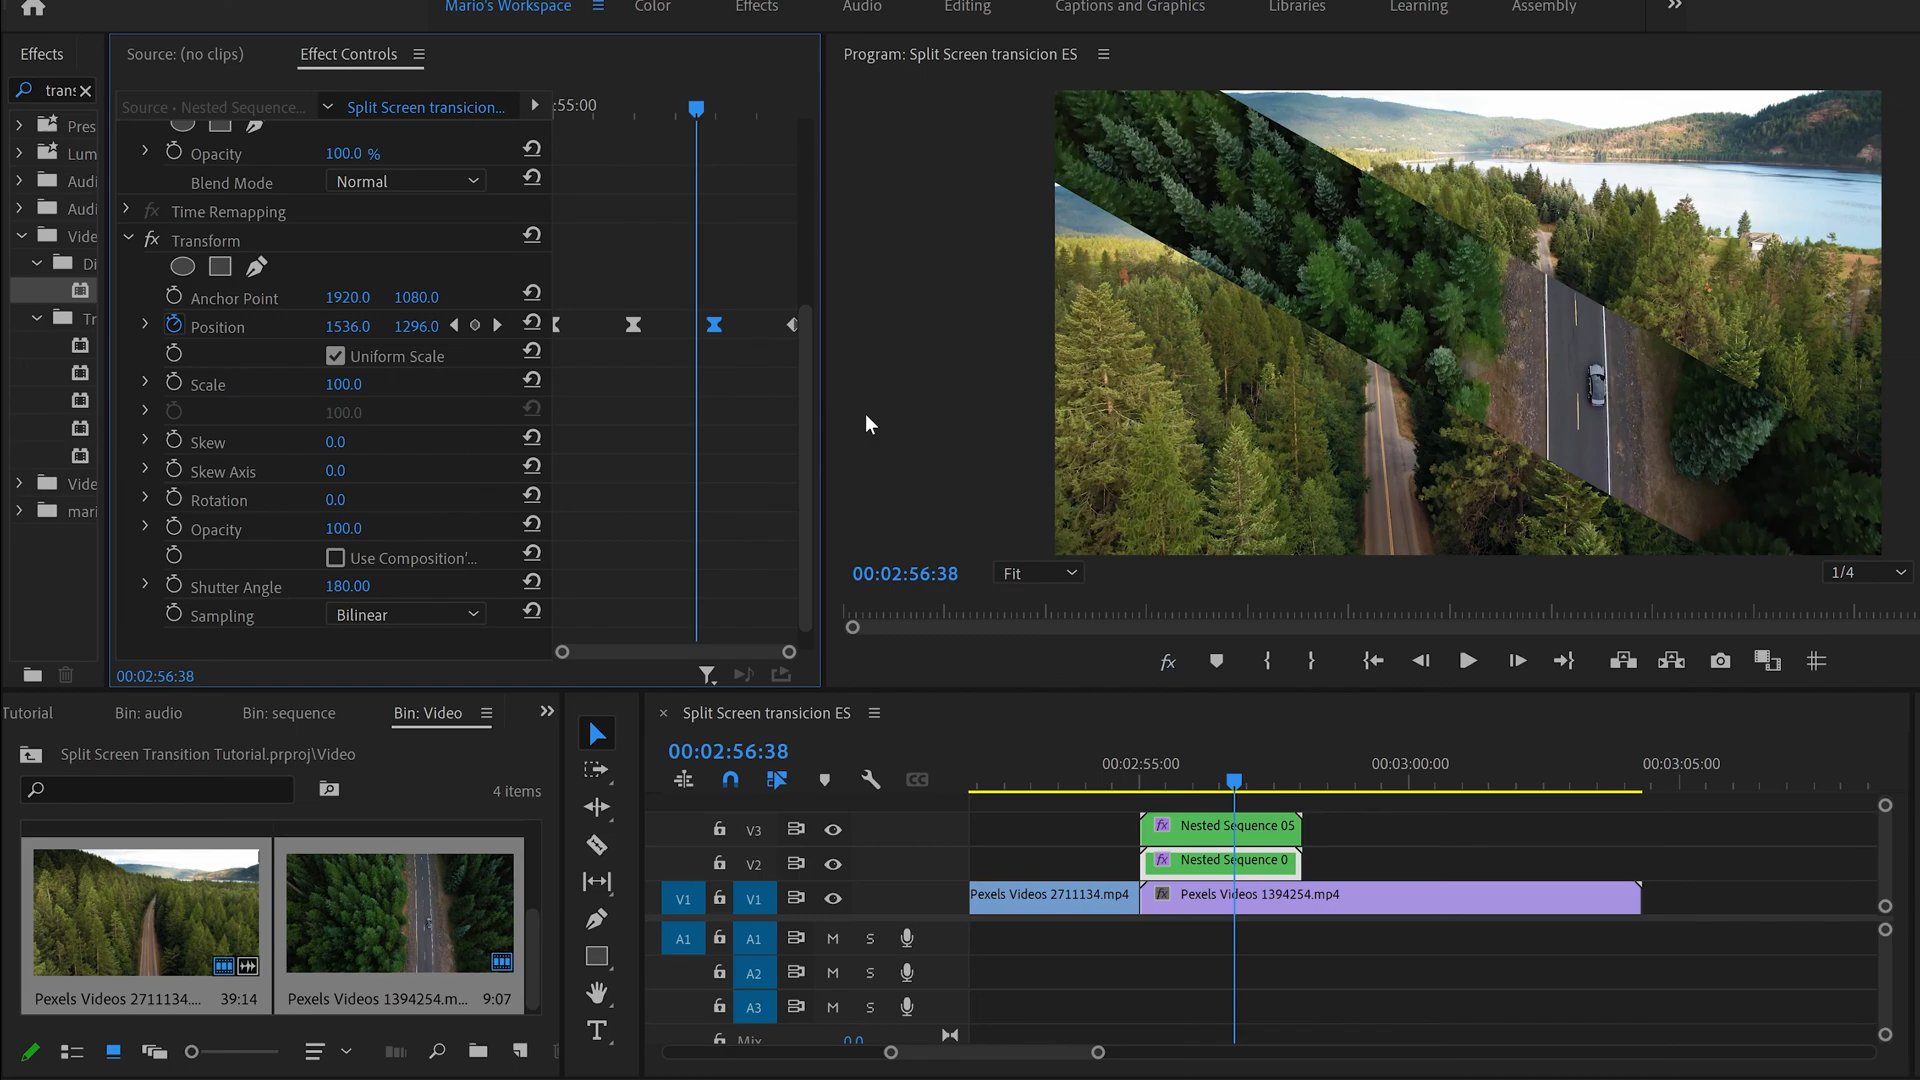 Mario's Workspace
Color
Effects
Audio
Editing
Captions and Graphics
Libraries
Learning
Assembly
Effects
Source: (no clips)
Effect Controls
Program: Split Screen transicion ES
trans
Source • Nested Sequence...
Split Screen transicion...
:55:00
Pres
Lum
Audi
Audi
Vide
Di
Tr
Vide
mari
Opacity 100.0 %
Blend Mode Normal
fx Time Remapping
fx Transform
Anchor Point 1920.0 1080.0
Position 1536.0 1296.0
Uniform Scale
Scale 100.0
100.0
Skew 0.0
Skew Axis 0.0
Rotation 0.0
Opacity 100.0
Use Composition'...
Shutter Angle 180.00
Sampling Bilinear
00:02:56:38
00:02:56:38
Fit
1/4
fx
Tutorial
Bin: audio
Bin: sequence
Bin: Video
Split Screen Transition Tutorial.prproj\Video
4 items
Pexels Videos 2711134.... 39:14
Pexels Videos 1394254.m... 9:07
T
× Split Screen transicion ES
00:02:56:38
CC
00:02:55:00
00:03:00:00
00:03:05:00
V3
fx Nested Sequence 05
V2
fx Nested Sequence 0
V1 V1
Pexels Videos 2711134.mp4
fx Pexels Videos 1394254.mp4
A1 A1 M S
A2 M S
A3 M S
Mix 0.0